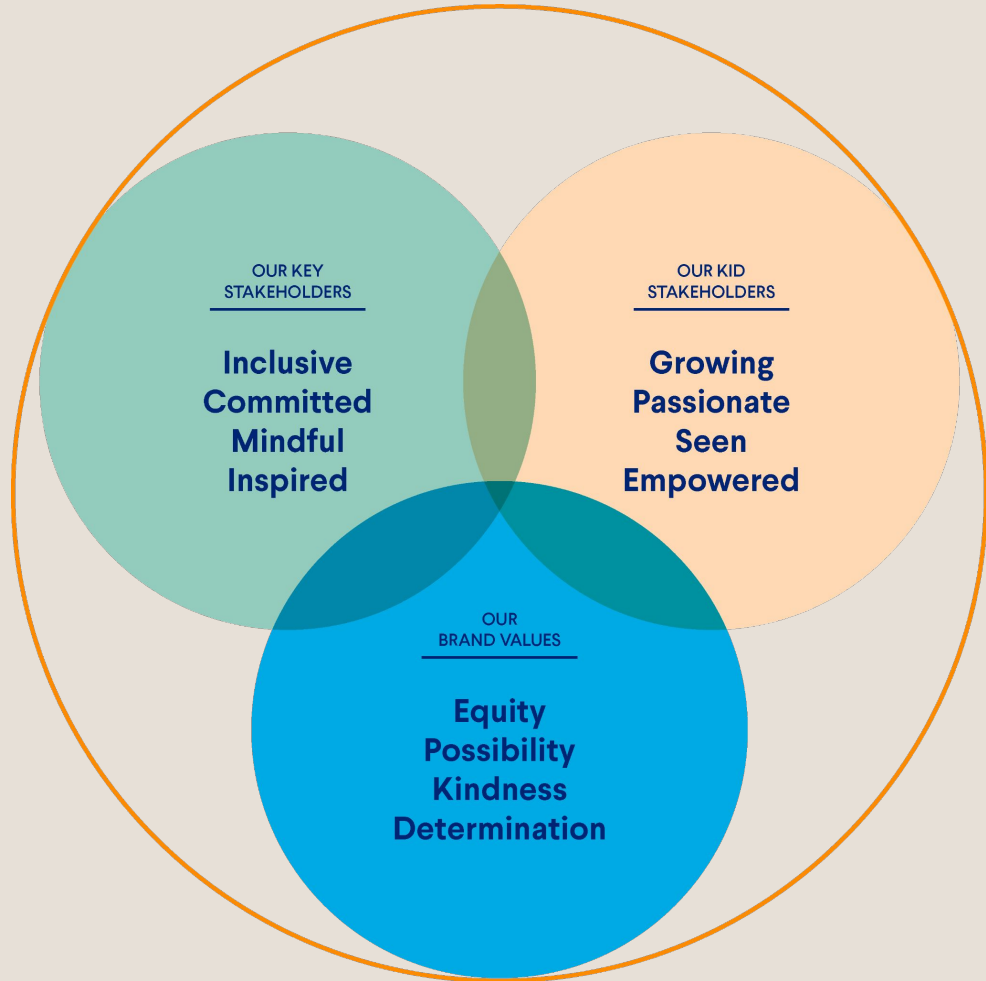 OUR KEY
STAKEHOLDERS
Inclusive
Committed
Mindful
Inspired
OUR KID
STAKEHOLDERS
Growing
Passionate
Seen
Empowered
OUR
BRAND VALUES
Equity
Possibility
Kindness
Determination